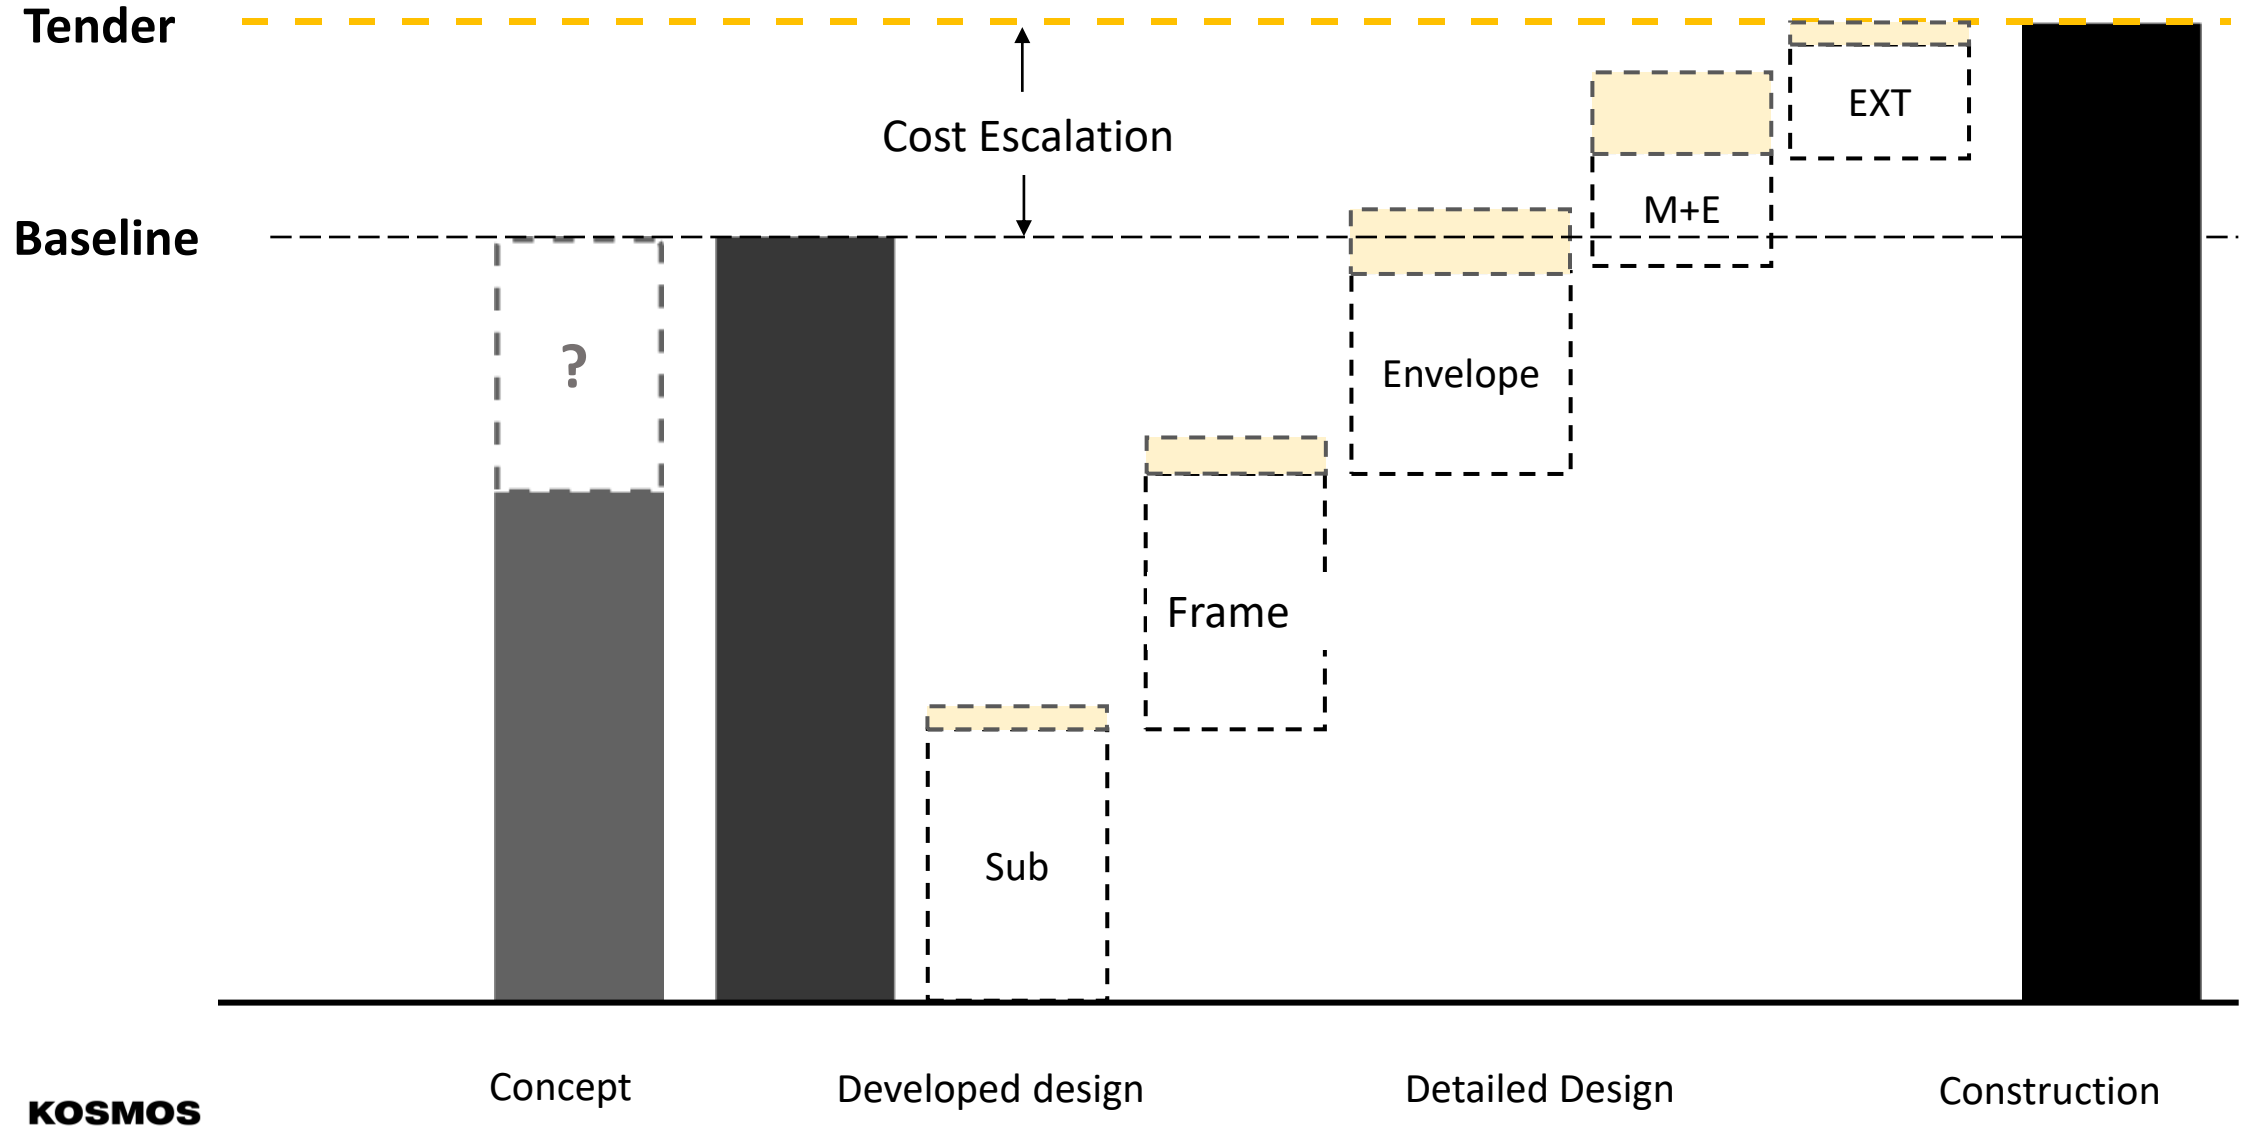 Tender
EXT
Cost Escalation
M+E
Baseline
?
Envelope
Frame
Sub
Concept
Developed design
Detailed Design
Construction
KOSMOS